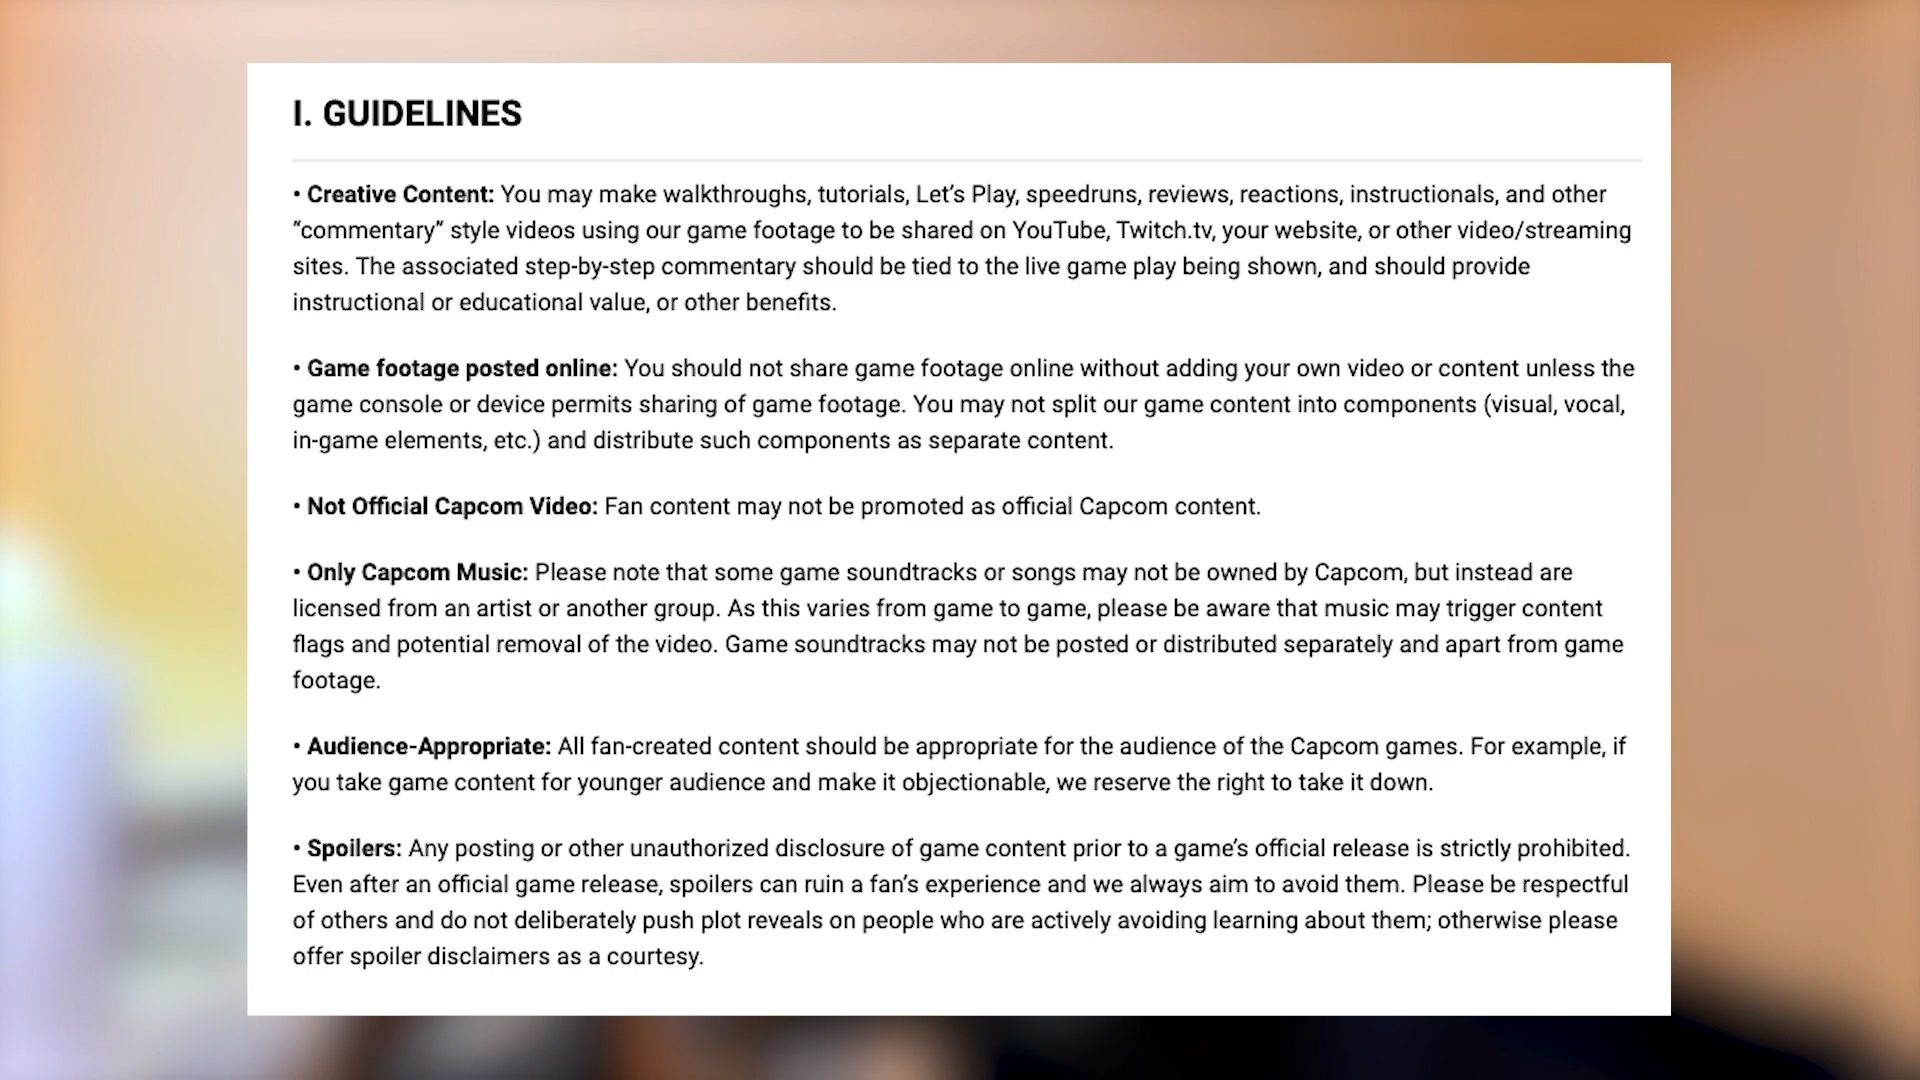 I. GUIDELINES
• Creative Content: You may make walkthroughs, tutorials, Let’s Play, speedruns, reviews, reactions, instructionals, and other
“commentary” style videos using our game footage to be shared on YouTube, Twitch.tv, your website, or other video/streaming
sites. The associated step-by-step commentary should be tied to the live game play being shown, and should provide
instructional or educational value, or other benefits.
• Game footage posted online: You should not share game footage online without adding your own video or content unless the
game console or device permits sharing of game footage. You may not split our game content into components (visual, vocal,
in-game elements, etc.) and distribute such components as separate content.
• Not Official Capcom Video: Fan content may not be promoted as official Capcom content.
• Only Capcom Music: Please note that some game soundtracks or songs may not be owned by Capcom, but instead are
licensed from an artist or another group. As this varies from game to game, please be aware that music may trigger content
flags and potential removal of the video. Game soundtracks may not be posted or distributed separately and apart from game
footage.
• Audience-Appropriate: All fan-created content should be appropriate for the audience of the Capcom games. For example, if
you take game content for younger audience and make it objectionable, we reserve the right to take it down.
• Spoilers: Any posting or other unauthorized disclosure of game content prior to a game’s official release is strictly prohibited.
Even after an official game release, spoilers can ruin a fan’s experience and we always aim to avoid them. Please be respectful
of others and do not deliberately push plot reveals on people who are actively avoiding learning about them; otherwise please
offer spoiler disclaimers as a courtesy.